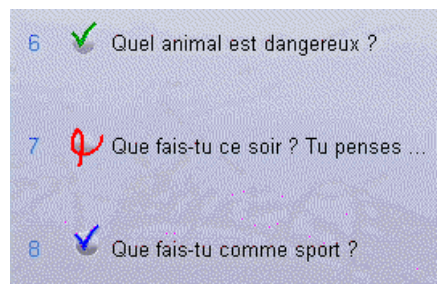 6 Quel animal est dangereux ?
7 Que fais-tu ce soir ? Tu penses ...
8 Que fais-tu comme sport ?